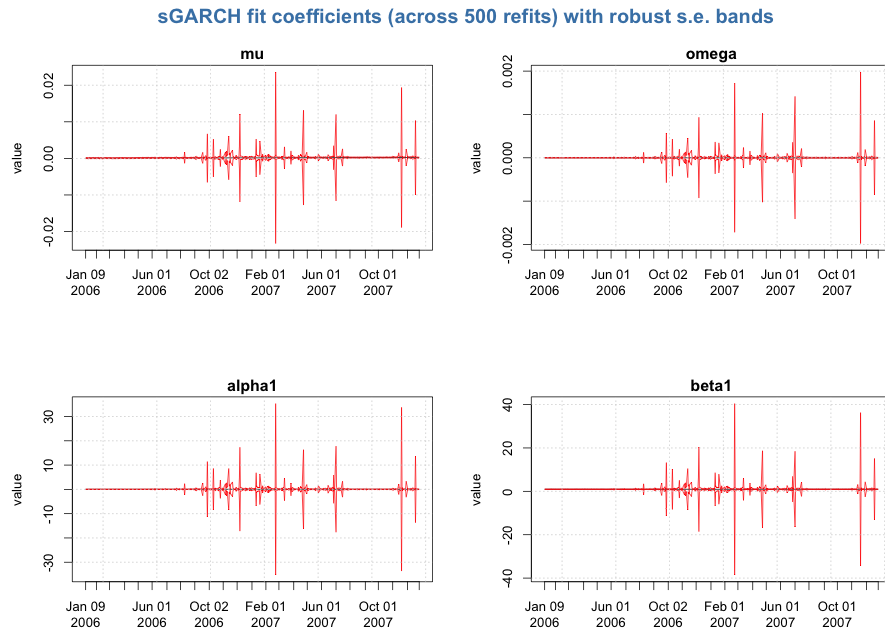 sGARCH fit coefficients (across 500 refits) with robust s.e. bands
mu
value
0.02
0.00
-0.02
Jan 09 2006
Jun 01 2006
Oct 02 2006
Feb 01 2007
Jun 01 2007
Oct 01 2007
omega
value
0.002
0.000
-0.002
Jan 09 2006
Jun 01 2006
Oct 02 2006
Feb 01 2007
Jun 01 2007
Oct 01 2007
alpha1
value
30
10
-10
-30
Jan 09 2006
Jun 01 2006
Oct 02 2006
Feb 01 2007
Jun 01 2007
Oct 01 2007
beta1
value
40
20
0
-20
-40
Jan 09 2006
Jun 01 2006
Oct 02 2006
Feb 01 2007
Jun 01 2007
Oct 01 2007